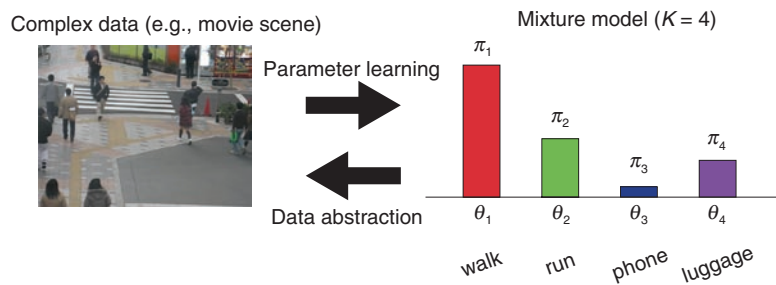 Complex data (e.g., movie scene)
Mixture model (K = 4)
Parameter learning
Data abstraction
π₁
π₂
π₃
π₄
θ₁
θ₂
θ₃
θ₄
walk
run
phone
luggage